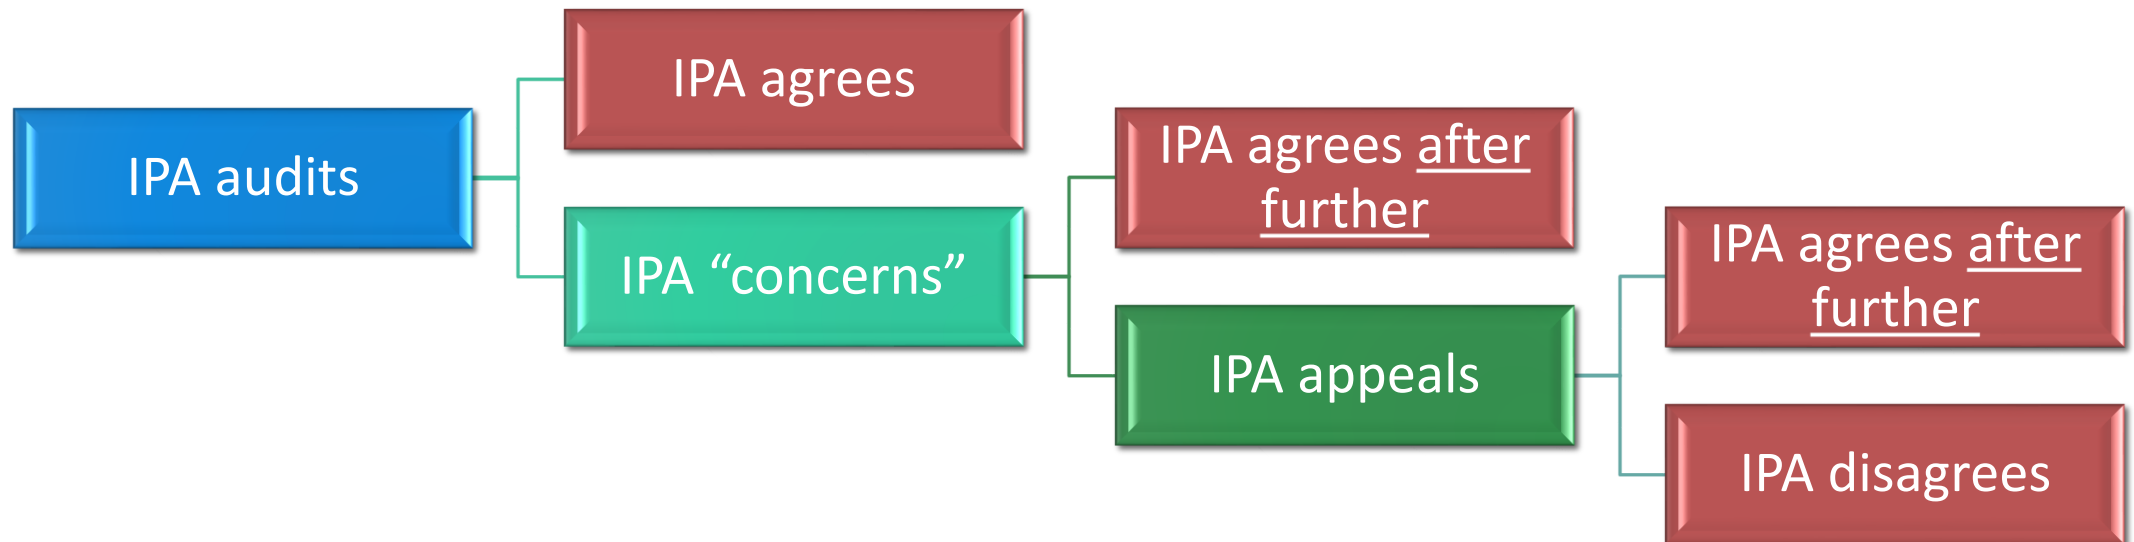 IPA audits
IPA agrees
IPA “concerns”
IPA agrees after
further
IPA appeals
IPA agrees after
further
IPA disagrees